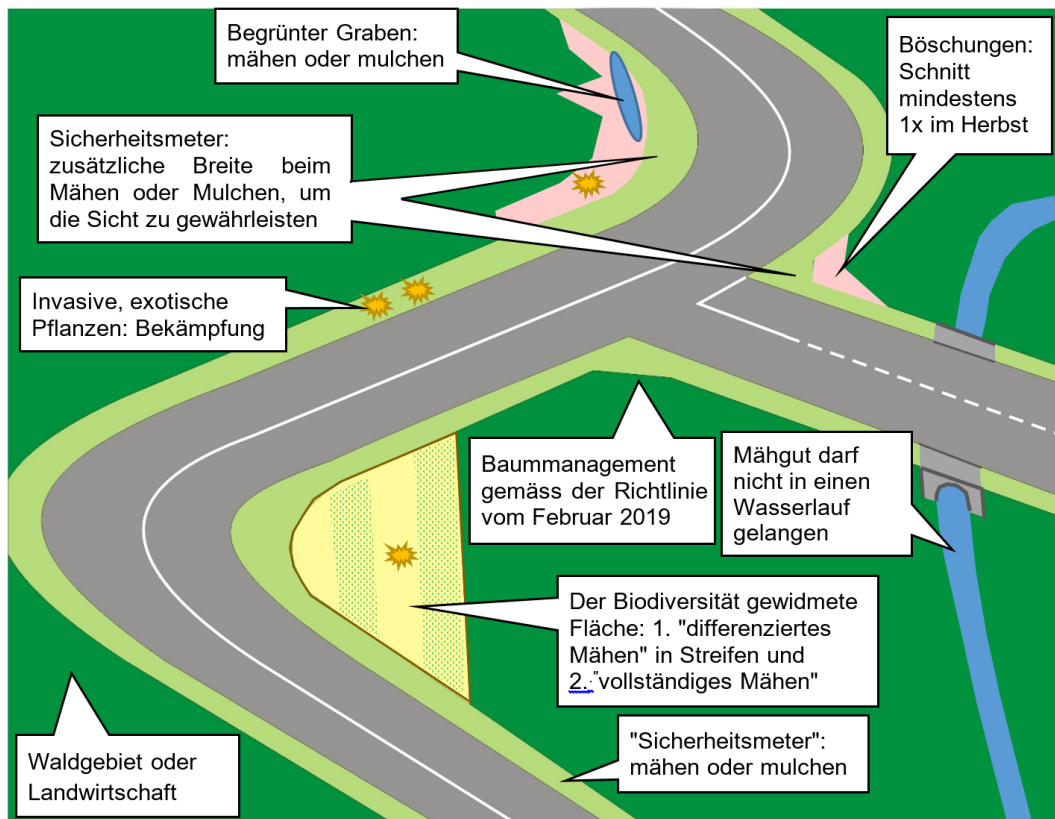 Begrünter Graben:
mähen oder mulchen
Böschungen:
Schnitt
mindestens
1x im Herbst
Sicherheitsmeter:
zusätzliche Breite beim
Mähen oder Mulchen, um
die Sicht zu gewährleisten
Invasive, exotische
Pflanzen: Bekämpfung
Baummanagement
gemäss der Richtlinie
vom Februar 2019
Mähgut darf
nicht in einen
Wasserlauf
gelangen
Der Biodiversität gewidmete
Fläche: 1. "differenziertes
Mähen" in Streifen und
2. "vollständiges Mähen"
"Sicherheitsmeter":
mähen oder mulchen
Waldgebiet oder
Landwirtschaft